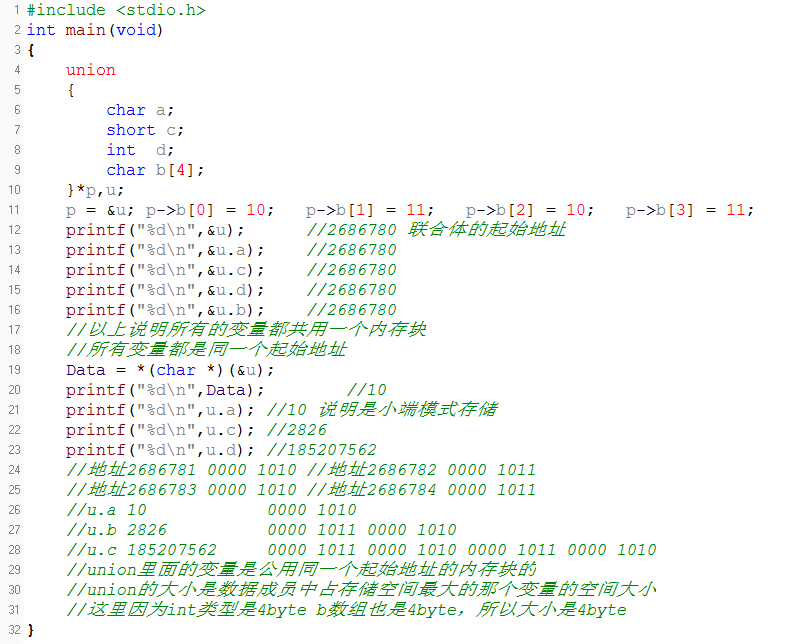 1 #include <stdio.h>
2 int main(void)
3 {
4     union
5     {
6         char a;
7         short c;
8         int  d;
9         char b[4];
10     }*p,u;
11     p = &u; p->b[0] = 10;   p->b[1] = 11;   p->b[2] = 10;   p->b[3] = 11;
12     printf("%d\n",&u);      //2686780 联合体的起始地址
13     printf("%d\n",&u.a);    //2686780
14     printf("%d\n",&u.c);    //2686780
15     printf("%d\n",&u.d);    //2686780
16     printf("%d\n",&u.b);    //2686780
17     //以上说明所有的变量都共用一个内存块
18     //所有变量都是同一个起始地址
19     Data = *(char *)(&u);
20     printf("%d\n",Data);        //10
21     printf("%d\n",u.a); //10 说明是小端模式存储
22     printf("%d\n",u.c); //2826
23     printf("%d\n",u.d); //185207562
24     //地址2686781 0000 1010 //地址2686782 0000 1011
25     //地址2686783 0000 1010 //地址2686784 0000 1011
26     //u.a 10            0000 1010
27     //u.b 2826          0000 1011 0000 1010
28     //u.c 185207562     0000 1011 0000 1010 0000 1011 0000 1010
29     //union里面的变量是公用同一个起始地址的内存块的
30     //union的大小是数据成员中占存储空间最大的那个变量的空间大小
31     //这里因为int类型是4byte b数组也是4byte，所以大小是4byte
32 }